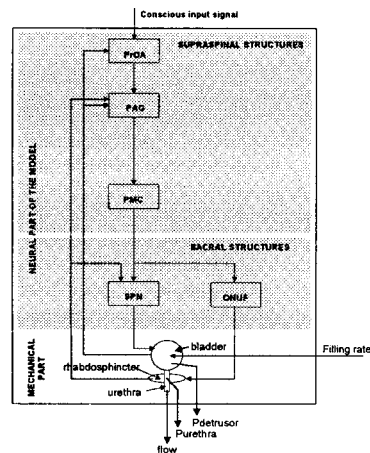 Conscious input signal
SUPRASPINAL STRUCTURES
PrOA
PAG
PMC
NEURAL PART OF THE MODEL
SACRAL STRUCTURES
SPN
ONUF
MECHANICAL
PART
bladder
Filling rate
rhabdosphincter
urethra
Pdetrusor
Purethra
flow